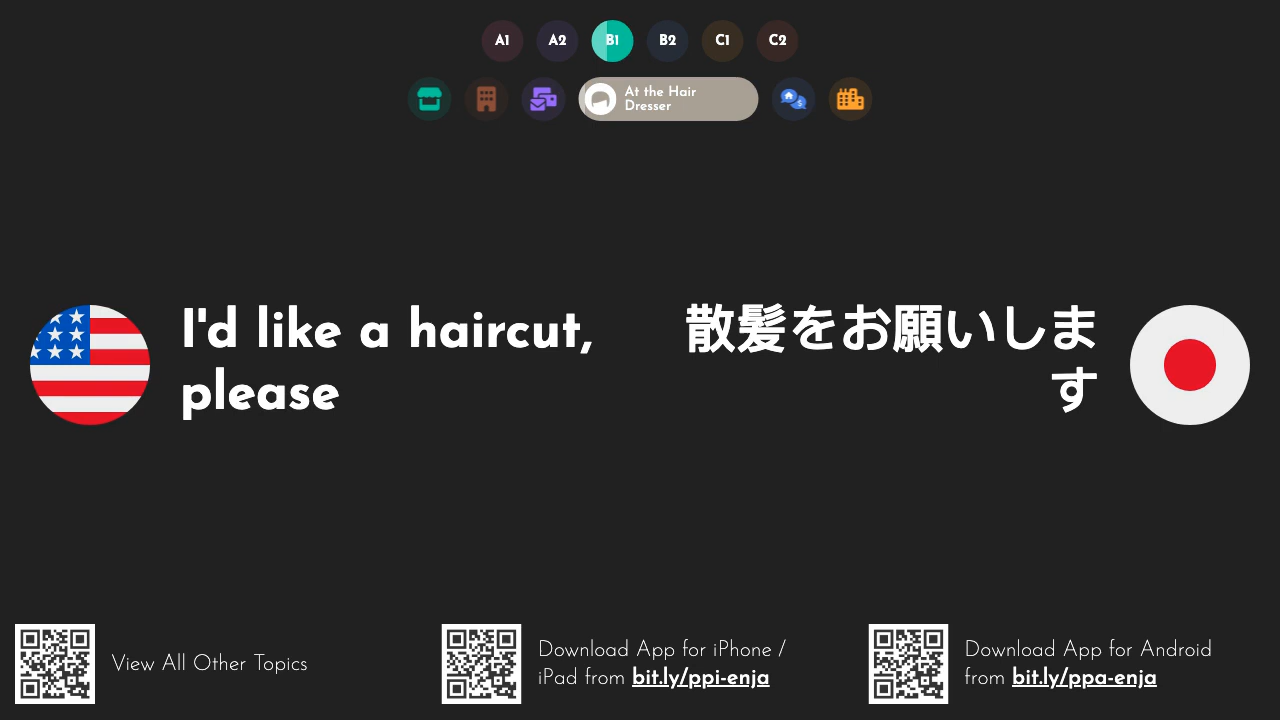 A1 A2 B1 B2 C1 C2
At the Hair
Dresser
I'd like a haircut,
please
散髪をお願いしま
す
View All Other Topics
Download App for iPhone /
iPad from bit.ly/ppi-enja
Download App for Android
from bit.ly/ppa-enja